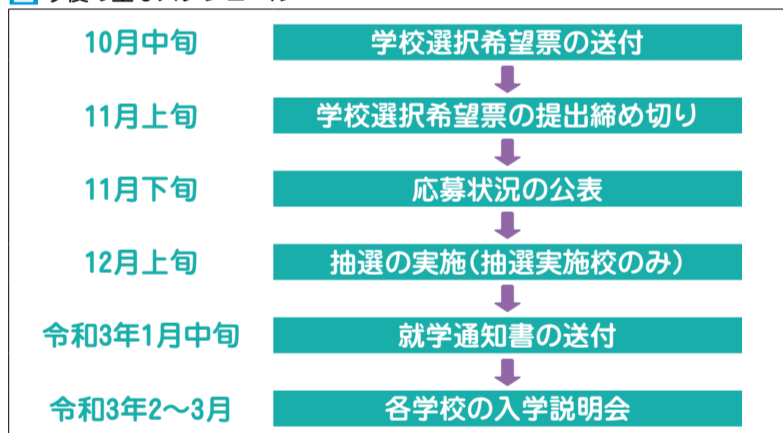 10月中旬 学校選択希望票の送付
11月上旬 学校選択希望票の提出締め切り
11月下旬 応募状況の公表
12月上旬 抽選の実施(抽選実施校のみ)
令和3年1月中旬 就学通知書の送付
令和3年2〜3月 各学校の入学説明会